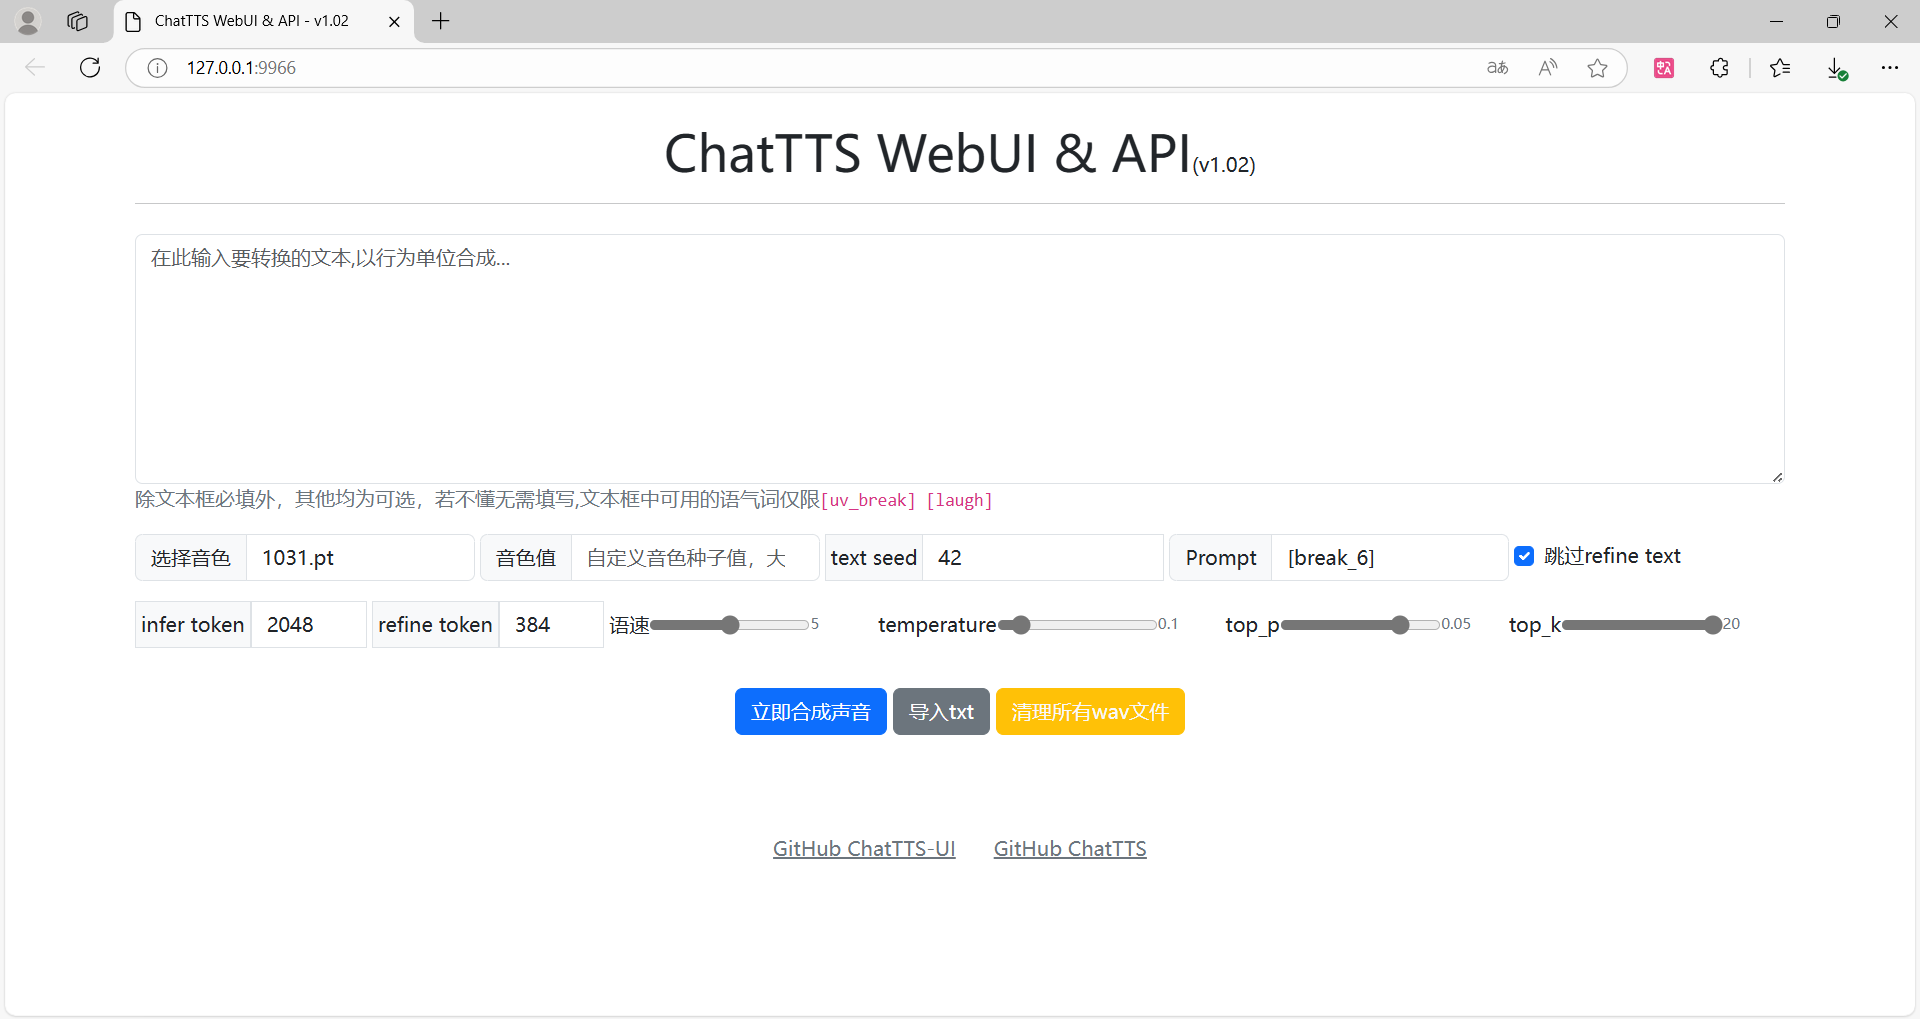 ChatTTS WebUI & API - v1.02
127.0.0.1:9966
ChatTTS WebUI & API(v1.02)
在此输入要转换的文本,以行为单位合成...
除文本框必填外，其他均为可选，若不懂无需填写,文本框中可用的语气词仅限[uv_break] [laugh]
选择音色 1031.pt 音色值 自定义音色种子值，大 text seed 42 Prompt [break_6] 跳过refine text
infer token 2048 refine token 384 语速 5 temperature 0.1 top_p 0.05 top_k 20
立即合成声音 导入txt 清理所有wav文件
GitHub ChatTTS-UI GitHub ChatTTS